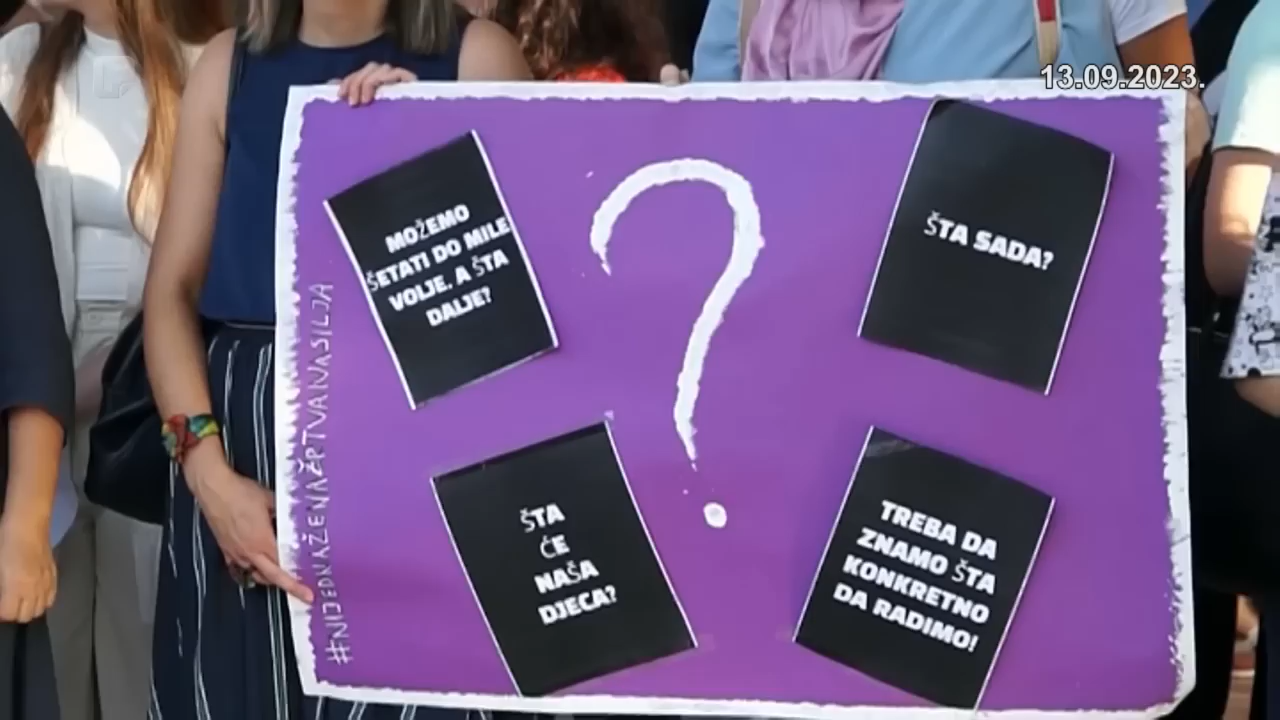 13.09.2023.
MOŽEMO
ŠETATI DO MILE
VOLJE. A ŠTA
DALJE?
?
ŠTA SADA?
ŠTA
ĆE
NAŠA
DJECA?
TREBA DA
ZNAMO ŠTA
KONKRETNO
DA RADIMO!
#NIJEDNAŽENAŽRTVANASILJA